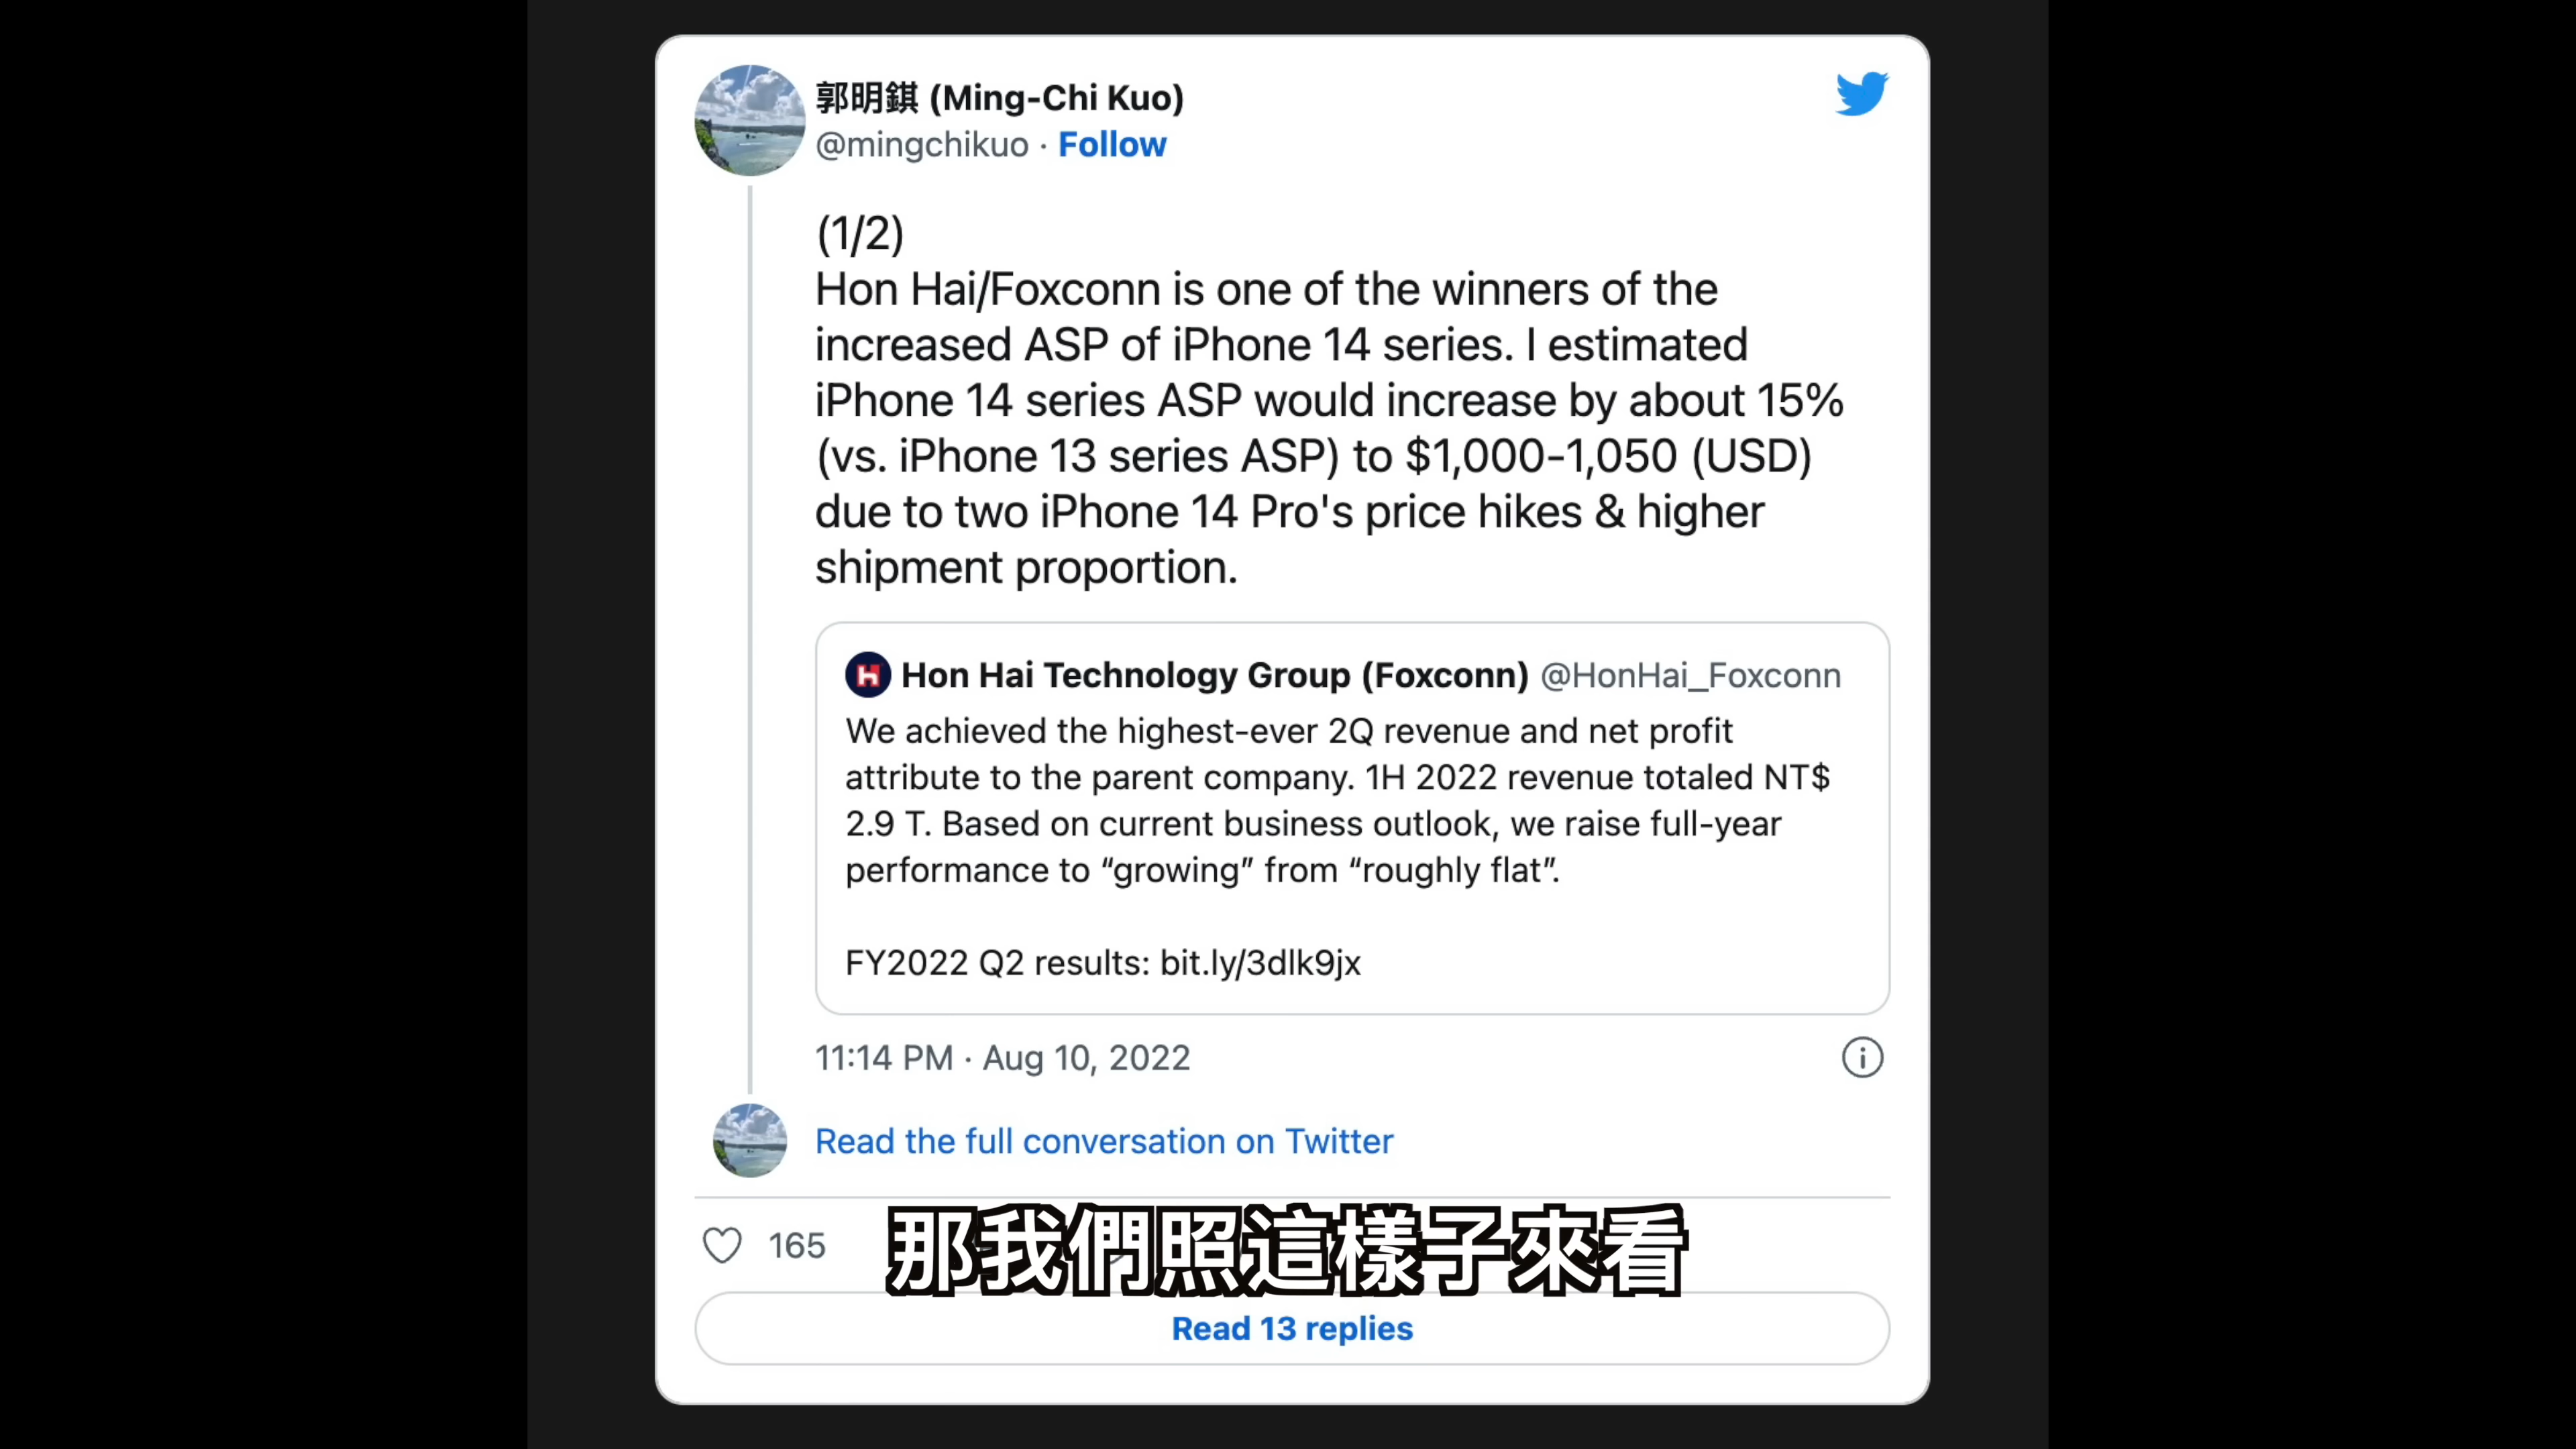 郭明錤 (Ming-Chi Kuo)
@mingchikuo · Follow
(1/2)
Hon Hai/Foxconn is one of the winners of the
increased ASP of iPhone 14 series. I estimated
iPhone 14 series ASP would increase by about 15%
(vs. iPhone 13 series ASP) to $1,000-1,050 (USD)
due to two iPhone 14 Pro's price hikes & higher
shipment proportion.
Hon Hai Technology Group (Foxconn) @HonHai_Foxconn
We achieved the highest-ever 2Q revenue and net profit
attribute to the parent company. 1H 2022 revenue totaled NT$
2.9 T. Based on current business outlook, we raise full-year
performance to “growing” from “roughly flat”.
FY2022 Q2 results: bit.ly/3dlk9jx
11:14 PM · Aug 10, 2022
Read the full conversation on Twitter
165
那我們照這樣子來看
Read 13 replies